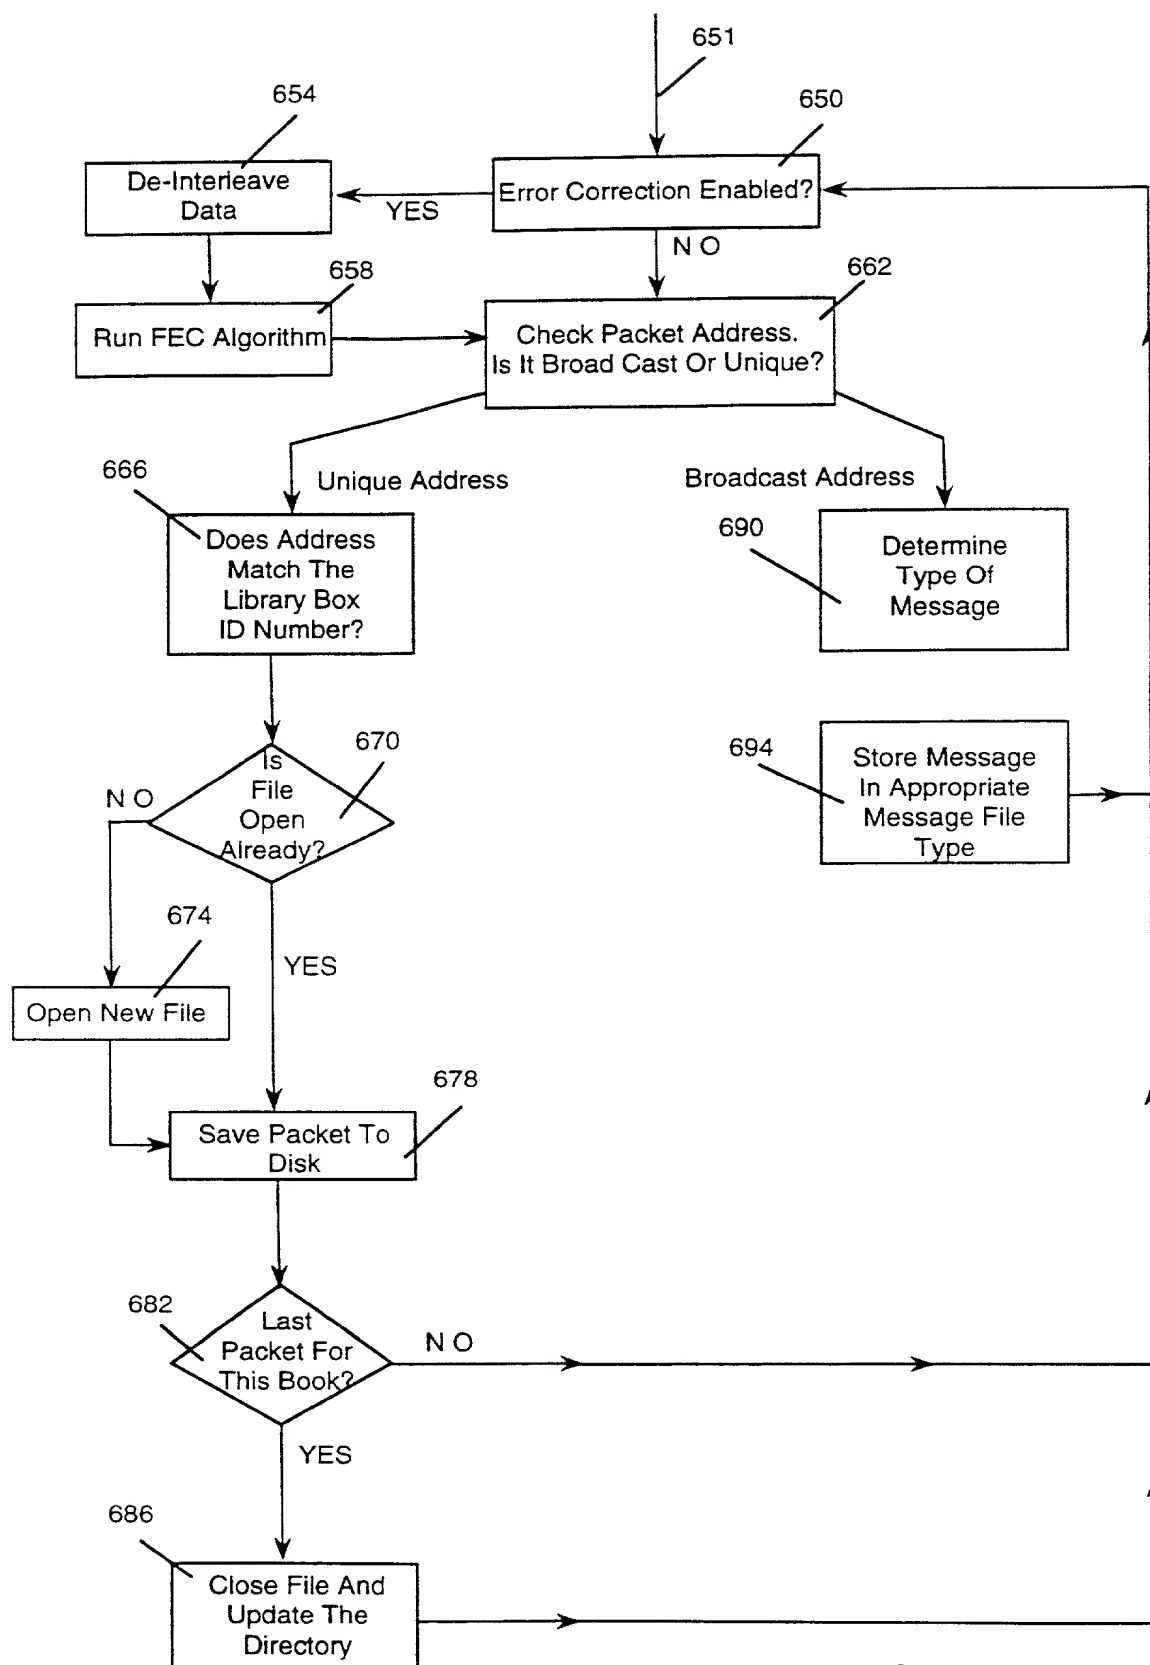 651
654
650
De-Interleave
Data
Error Correction Enabled?
YES
N O
658
662
Run FEC Algorithm
Check Packet Address.
Is It Broad Cast Or Unique?
666
Unique Address
Broadcast Address
690
Does Address
Match The
Library Box
ID Number?
Determine
Type Of
Message
670
694
Is
File
Open
Already?
N O
Store Message
In Appropriate
Message File
Type
674
YES
Open New File
678
Save Packet To
Disk
682
Last
Packet For
This Book?
N O
YES
686
Close File And
Update The
Directory